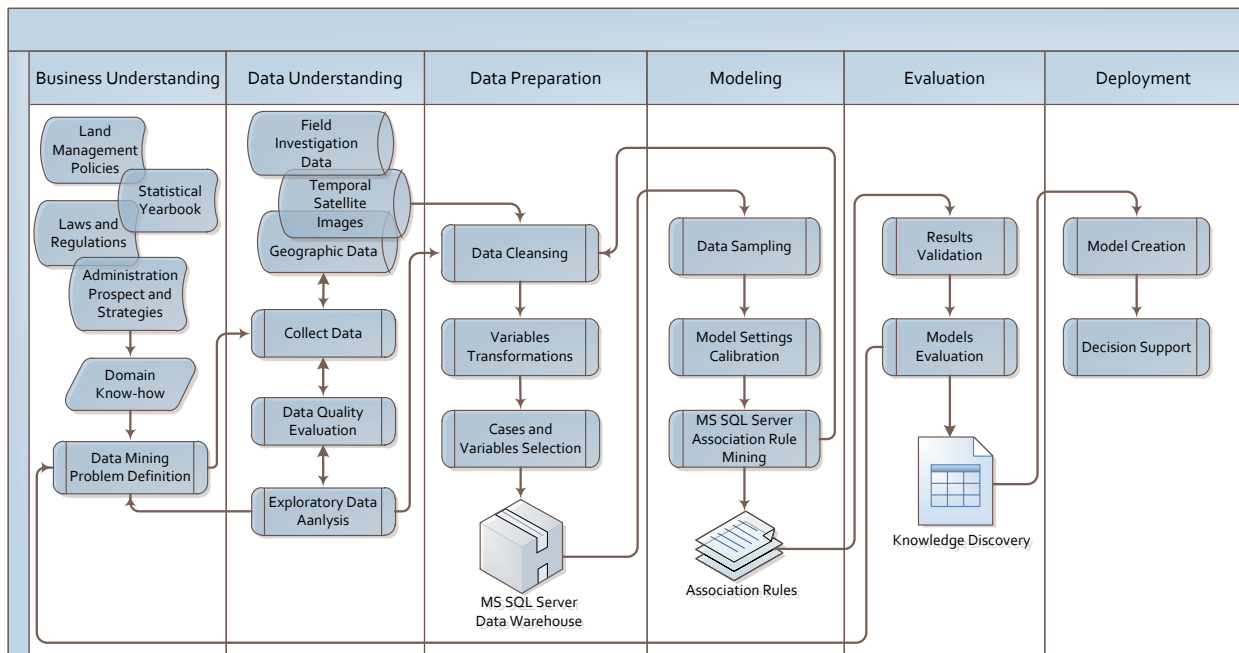 Business Understanding
Data Understanding
Data Preparation
Modeling
Evaluation
Deployment
Land
Management
Policies
Statistical
Yearbook
Laws and
Regulations
Administration
Prospect and
Strategies
Domain
Know-how
Data Mining
Problem Definition
Field
Investigation
Data
Temporal
Satellite
Images
Geographic Data
Collect Data
Data Quality
Evaluation
Exploratory Data
Aanlysis
Data Cleansing
Variables
Transformations
Cases and
Variables Selection
MS SQL Server
Data Warehouse
Data Sampling
Model Settings
Calibration
MS SQL Server
Association Rule
Mining
Association Rules
Results
Validation
Models
Evaluation
Knowledge Discovery
Model Creation
Decision Support